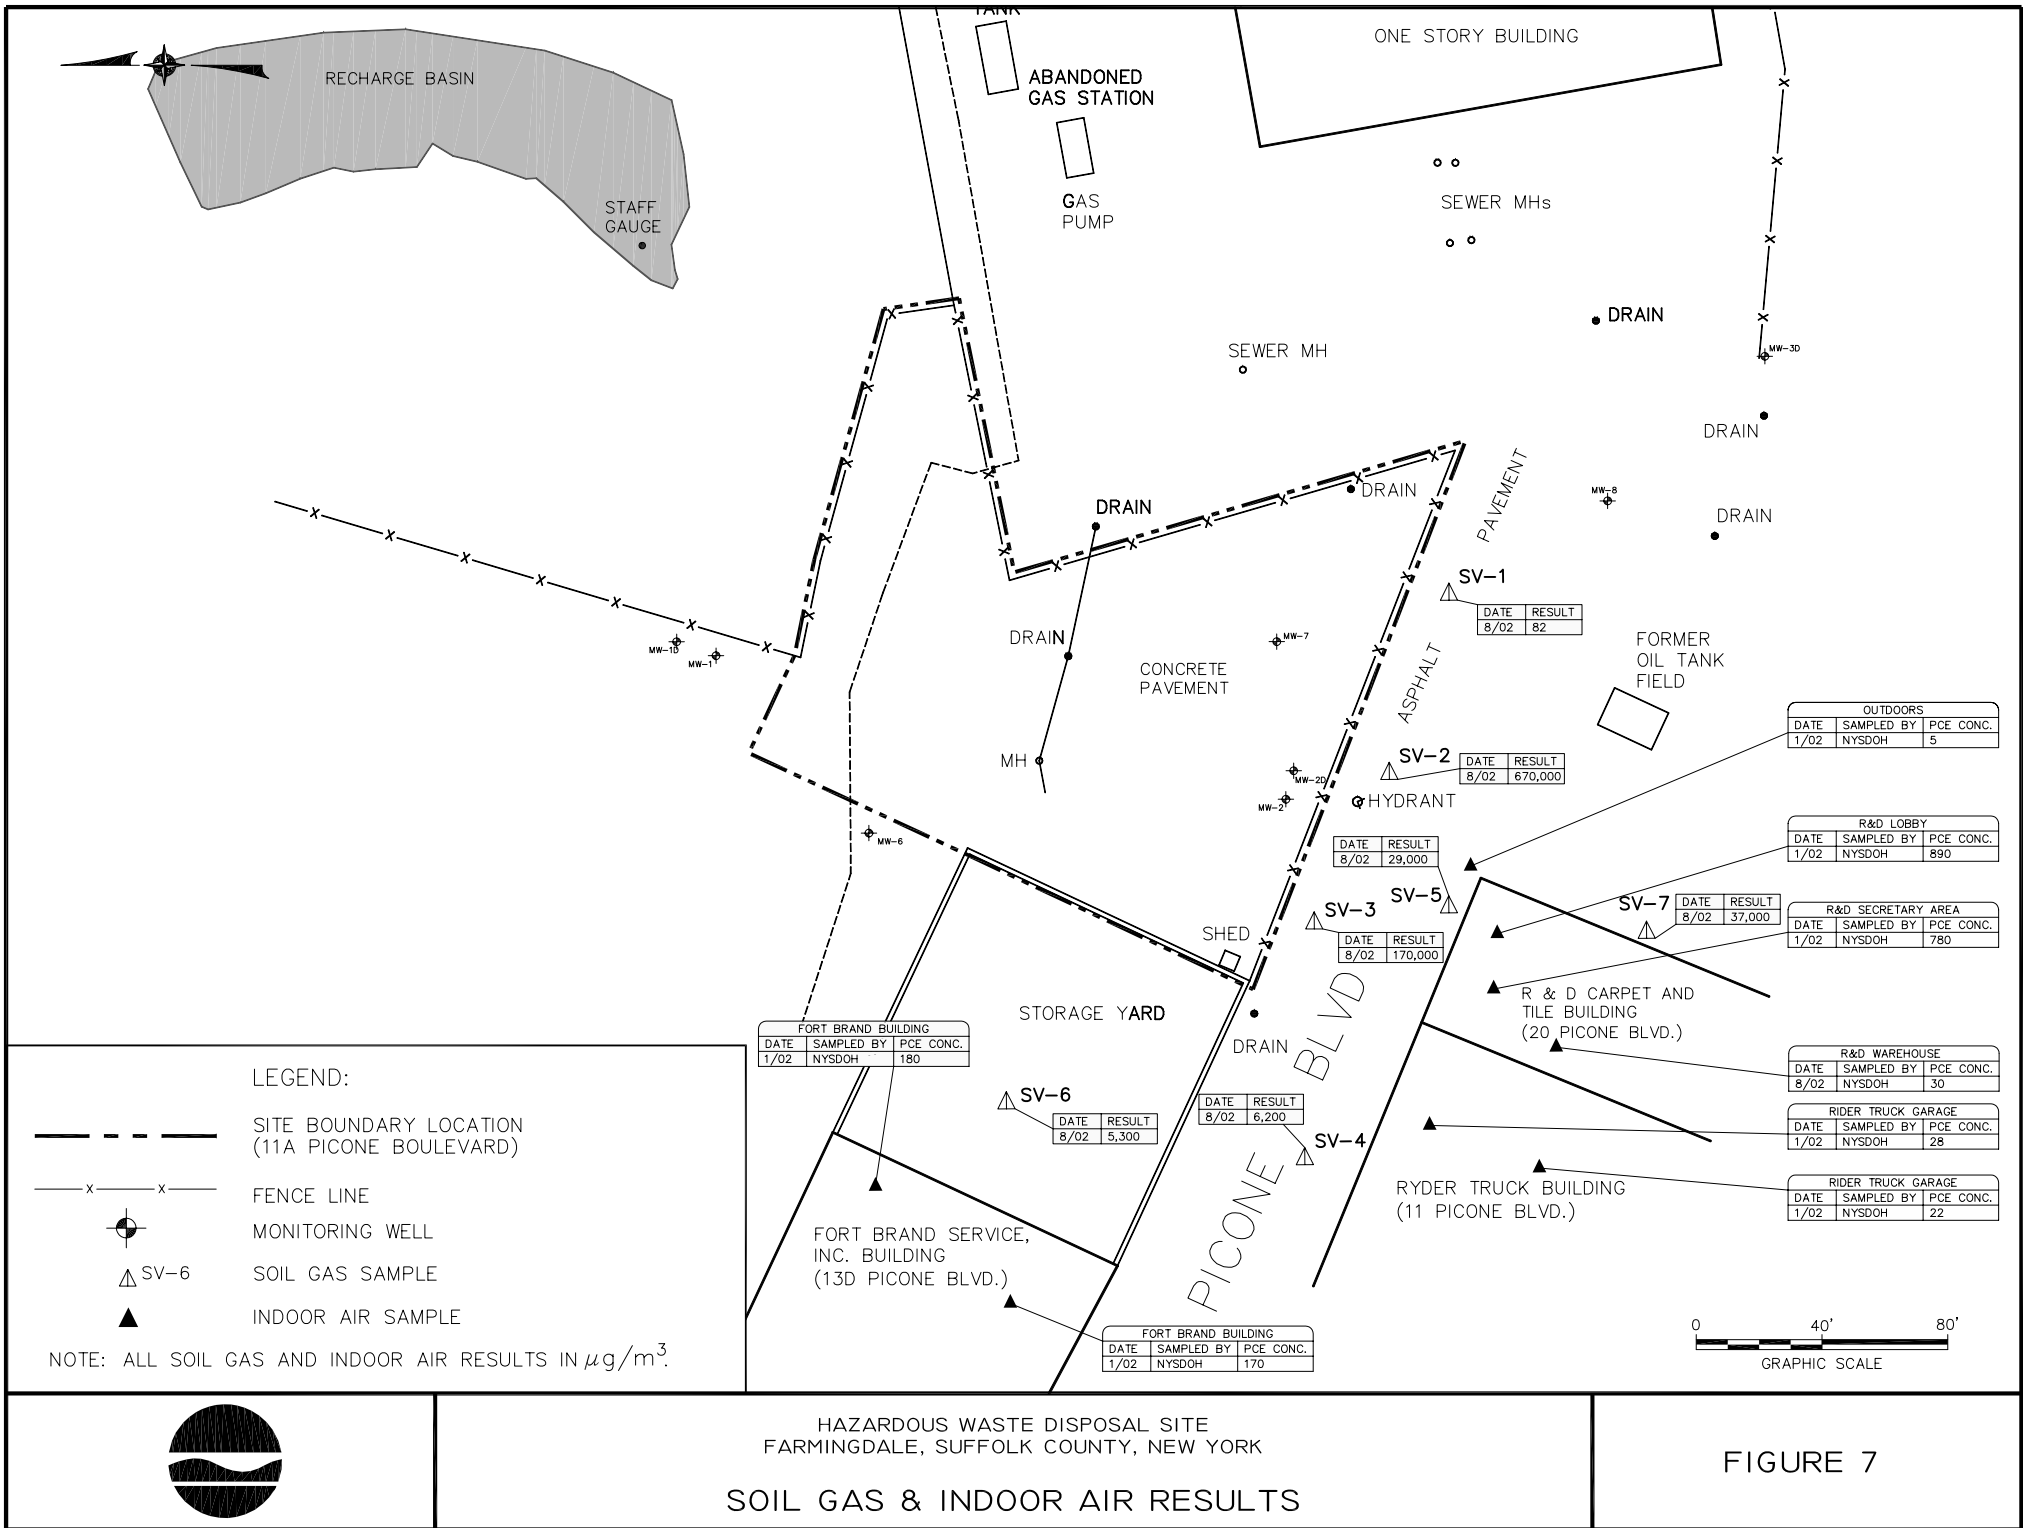 TANK
ONE STORY BUILDING
RECHARGE BASIN
ABANDONED
GAS STATION
GAS
PUMP
SEWER MHs
STAFF
GAUGE
DRAIN
SEWER MH
MW-3D
DRAIN
PAVEMENT
DRAIN
MW-8
DRAIN
DRAIN
SV-1
DATE RESULT
8/02 82
MW-1D
MW-1
DRAIN
MW-7
CONCRETE
PAVEMENT
ASPHALT
FORMER
OIL TANK
FIELD
OUTDOORS
DATE SAMPLED BY PCE CONC.
1/02 NYSDOH 5
MH
SV-2
DATE RESULT
8/02 670,000
MW-2D
MW-2
HYDRANT
MW-6
DATE RESULT
8/02 29,000
R&D LOBBY
DATE SAMPLED BY PCE CONC.
1/02 NYSDOH 890
SV-5
SV-3
DATE RESULT
8/02 170,000
SV-7
DATE RESULT
8/02 37,000
R&D SECRETARY AREA
DATE SAMPLED BY PCE CONC.
1/02 NYSDOH 780
SHED
STORAGE YARD
R & D CARPET AND
TILE BUILDING
(20 PICONE BLVD.)
FORT BRAND BUILDING
DATE SAMPLED BY PCE CONC.
1/02 NYSDOH 180
DRAIN
PICONE BLVD
R&D WAREHOUSE
DATE SAMPLED BY PCE CONC.
8/02 NYSDOH 30
SV-6
DATE RESULT
8/02 5,300
DATE RESULT
8/02 6,200
SV-4
RIDER TRUCK GARAGE
DATE SAMPLED BY PCE CONC.
1/02 NYSDOH 28
RYDER TRUCK BUILDING
(11 PICONE BLVD.)
RIDER TRUCK GARAGE
DATE SAMPLED BY PCE CONC.
1/02 NYSDOH 22
FORT BRAND SERVICE,
INC. BUILDING
(13D PICONE BLVD.)
FORT BRAND BUILDING
DATE SAMPLED BY PCE CONC.
1/02 NYSDOH 170
0 40' 80'
GRAPHIC SCALE
LEGEND:
SITE BOUNDARY LOCATION
(11A PICONE BOULEVARD)
FENCE LINE
MONITORING WELL
SV-6 SOIL GAS SAMPLE
INDOOR AIR SAMPLE
NOTE: ALL SOIL GAS AND INDOOR AIR RESULTS IN μg/m³.
HAZARDOUS WASTE DISPOSAL SITE
FARMINGDALE, SUFFOLK COUNTY, NEW YORK
SOIL GAS & INDOOR AIR RESULTS
FIGURE 7